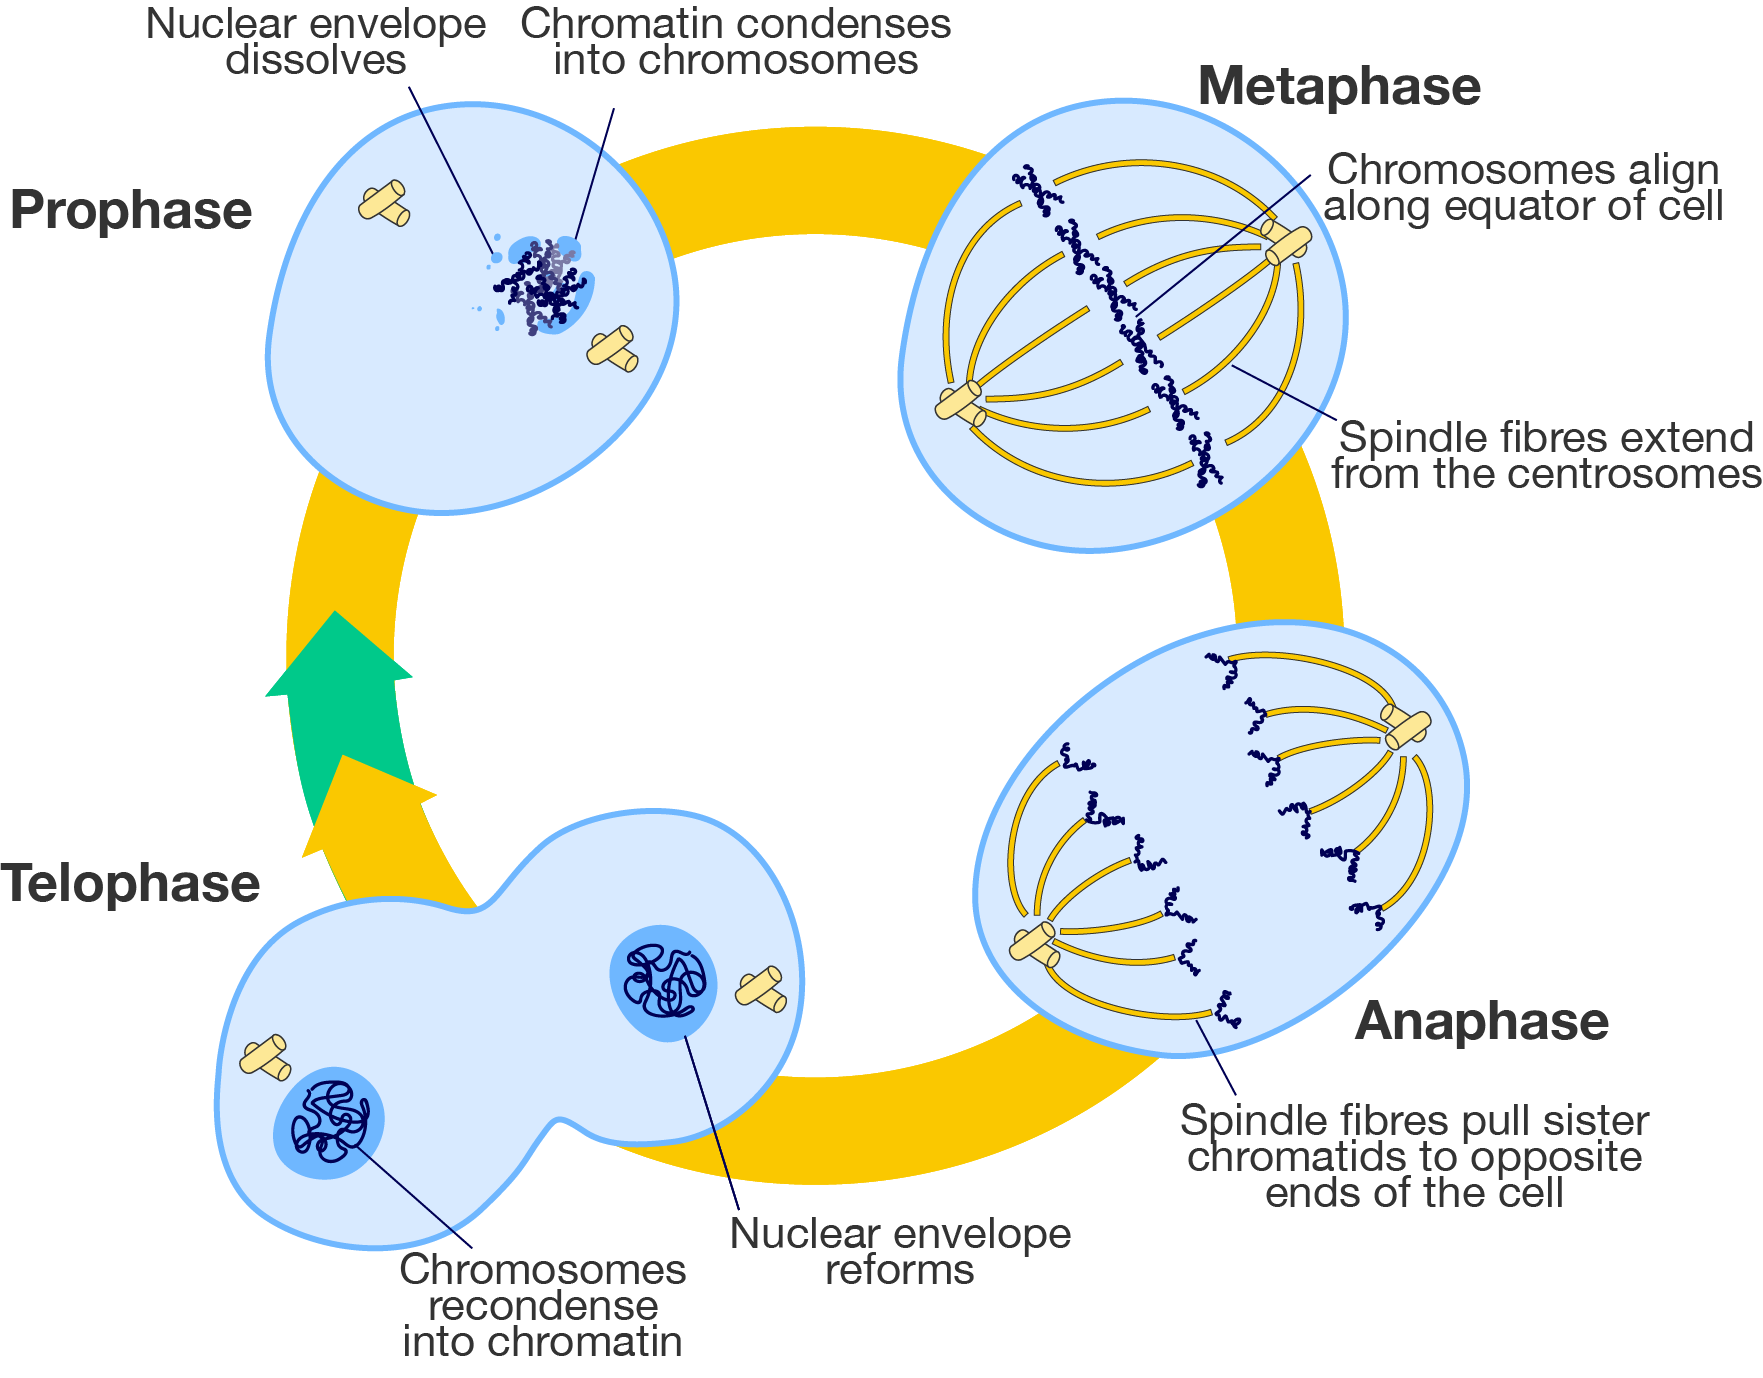 Nuclear envelope
dissolves
Chromatin condenses
into chromosomes
Metaphase
Chromosomes align
along equator of cell
Prophase
Spindle fibres extend
from the centrosomes
Telophase
Anaphase
Spindle fibres pull sister
chromatids to opposite
ends of the cell
Nuclear envelope
reforms
Chromosomes
recondense
into chromatin